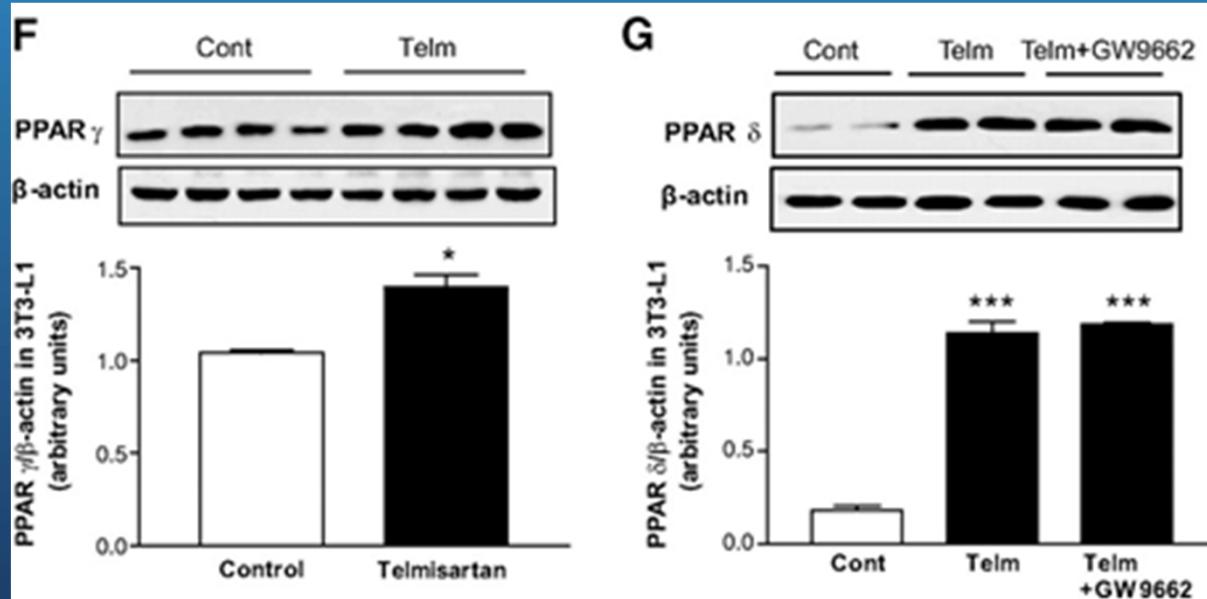 F
Cont Telm
PPAR γ
β-actin
*
1.5
1.0
0.5
0.0
PPAR γ/β-actin in 3T3-L1
(arbitrary units)
Control Telmisartan
G
Cont Telm Telm+GW9662
PPAR δ
β-actin
*** ***
1.5
1.0
0.5
0.0
PPAR δ/β-actin in 3T3-L1
(arbitrary units)
Cont Telm Telm
+GW9662